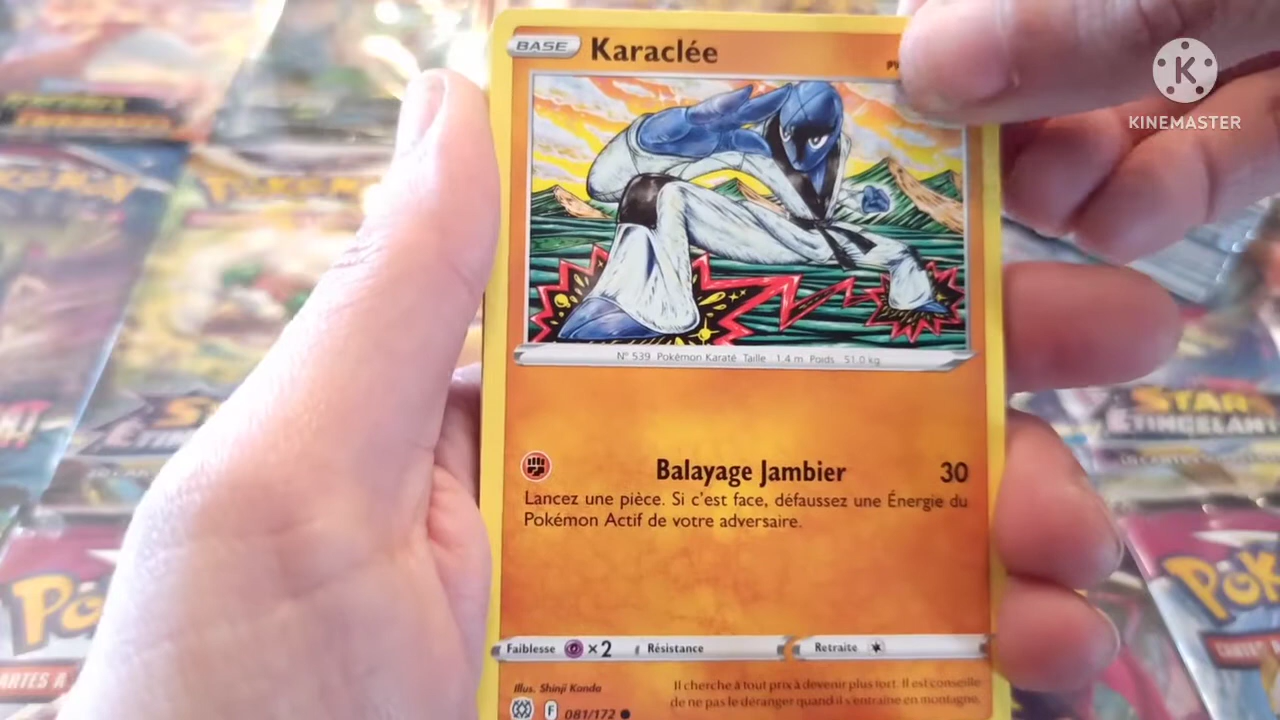 BASE Karaclée
PV
KINEMASTER
N° 539 Pokémon Karaté Taille : 1,4 m Poids : 51.0 kg
Balayage Jambier 30
Lancez une pièce. Si c'est face, défaussez une Énergie du
Pokémon Actif de votre adversaire.
STAR
ÉTINCELANT
Faiblesse ×2 Résistance Retraite
Illus. Shinji Kanda
Il cherche à tout prix à devenir plus fort. Il est conseillé
de ne pas le déranger quand il s'entraîne en montagne.
F 081/172